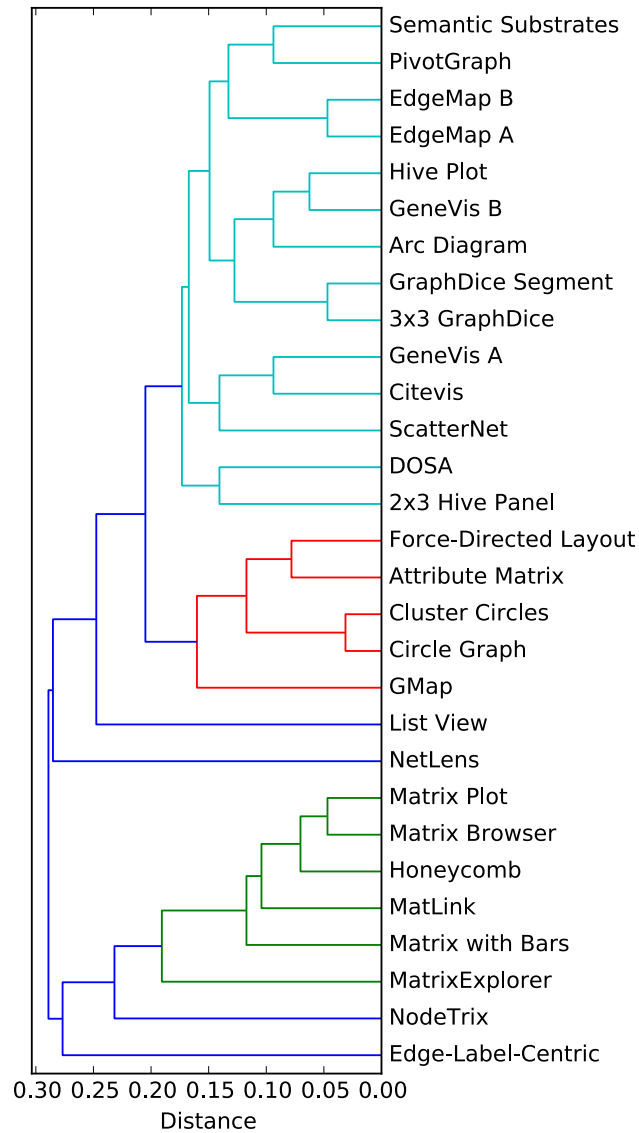 Semantic Substrates
PivotGraph
EdgeMap B
EdgeMap A
Hive Plot
GeneVis B
Arc Diagram
GraphDice Segment
3x3 GraphDice
GeneVis A
Citevis
ScatterNet
DOSA
2x3 Hive Panel
Force-Directed Layout
Attribute Matrix
Cluster Circles
Circle Graph
GMap
List View
NetLens
Matrix Plot
Matrix Browser
Honeycomb
MatLink
Matrix with Bars
MatrixExplorer
NodeTrix
Edge-Label-Centric
0.30 0.25 0.20 0.15 0.10 0.05 0.00
Distance